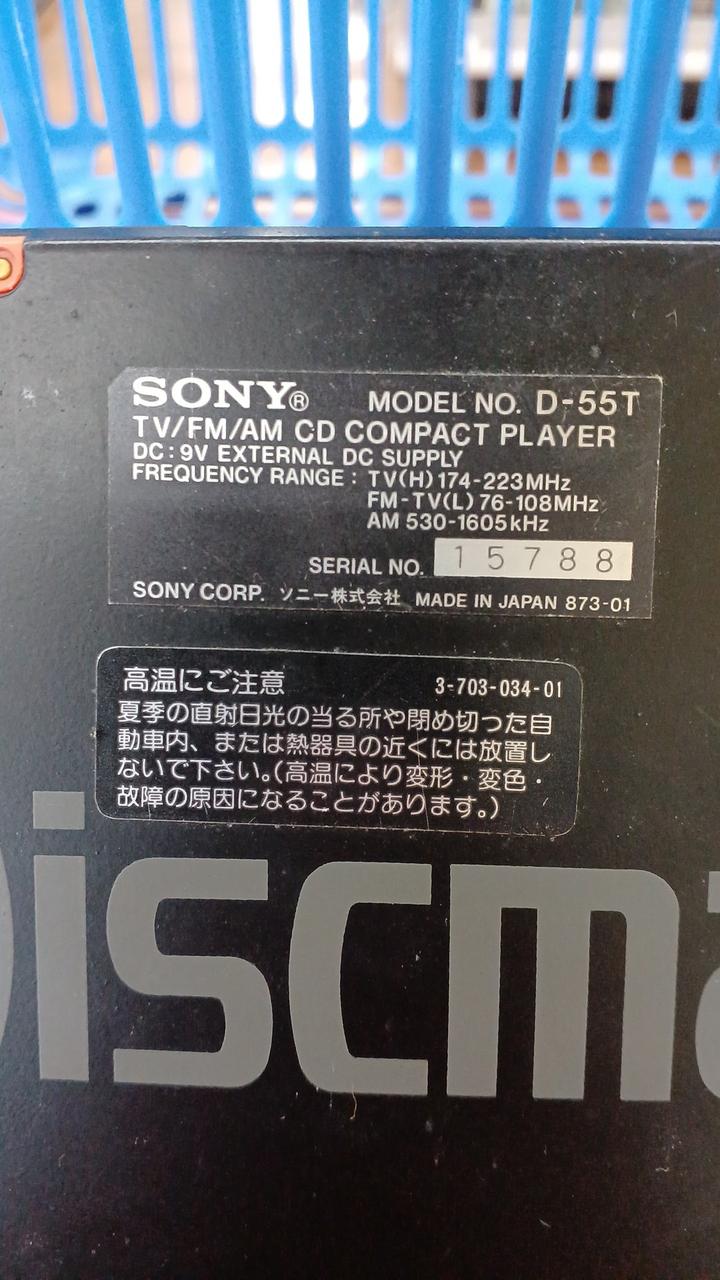 SONY® MODEL NO. D-55T
TV/FM/AM CD COMPACT PLAYER
DC : 9V EXTERNAL DC SUPPLY
FREQUENCY RANGE : TV(H) 174-223MHz
FM-TV(L) 76-108MHz
AM 530-1605kHz
SERIAL NO. 15788
SONY CORP. ソニー株式会社 MADE IN JAPAN 873-01
高温にご注意 3-703-034-01
夏季の直射日光の当る所や閉め切った自
動車内、または熱器具の近くには放置し
ないで下さい。(高温により変形・変色・
故障の原因になることがあります。)
Discma